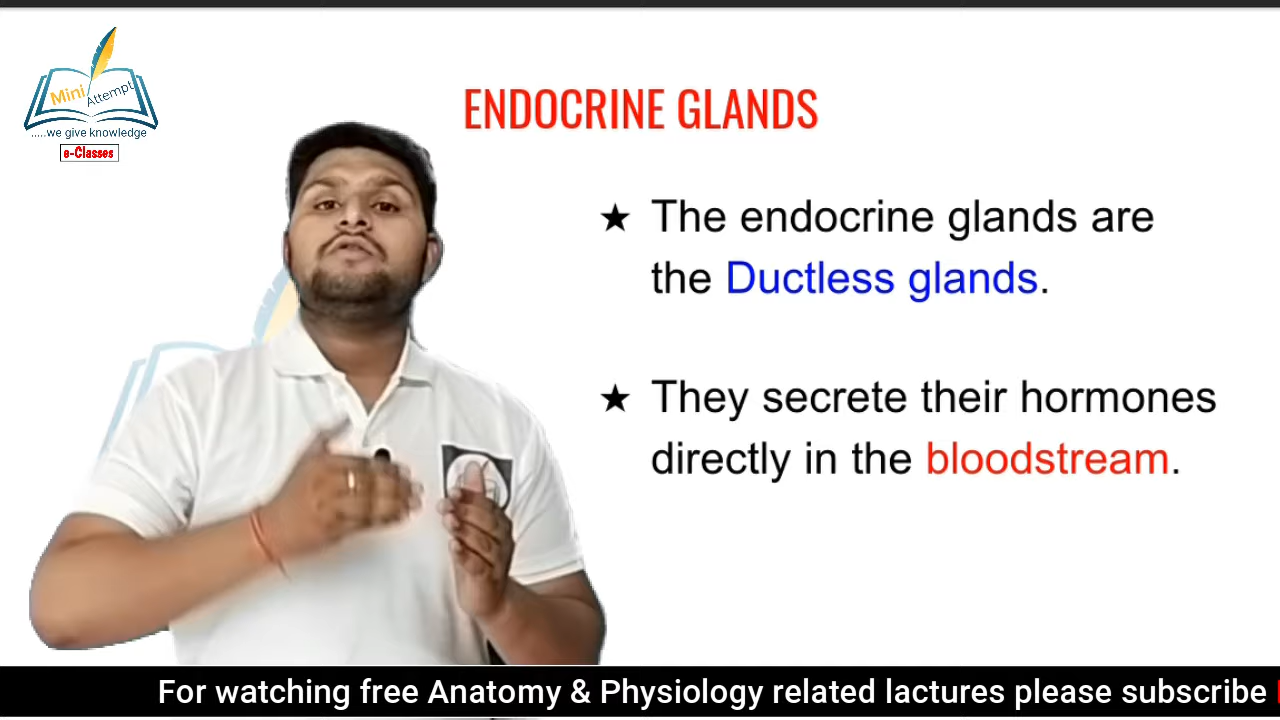 Mini Attempt
.....we give knowledge
e-Classes
ENDOCRINE GLANDS
★ The endocrine glands are
the Ductless glands.
★ They secrete their hormones
directly in the bloodstream.
For watching free Anatomy & Physiology related lactures please subscribe